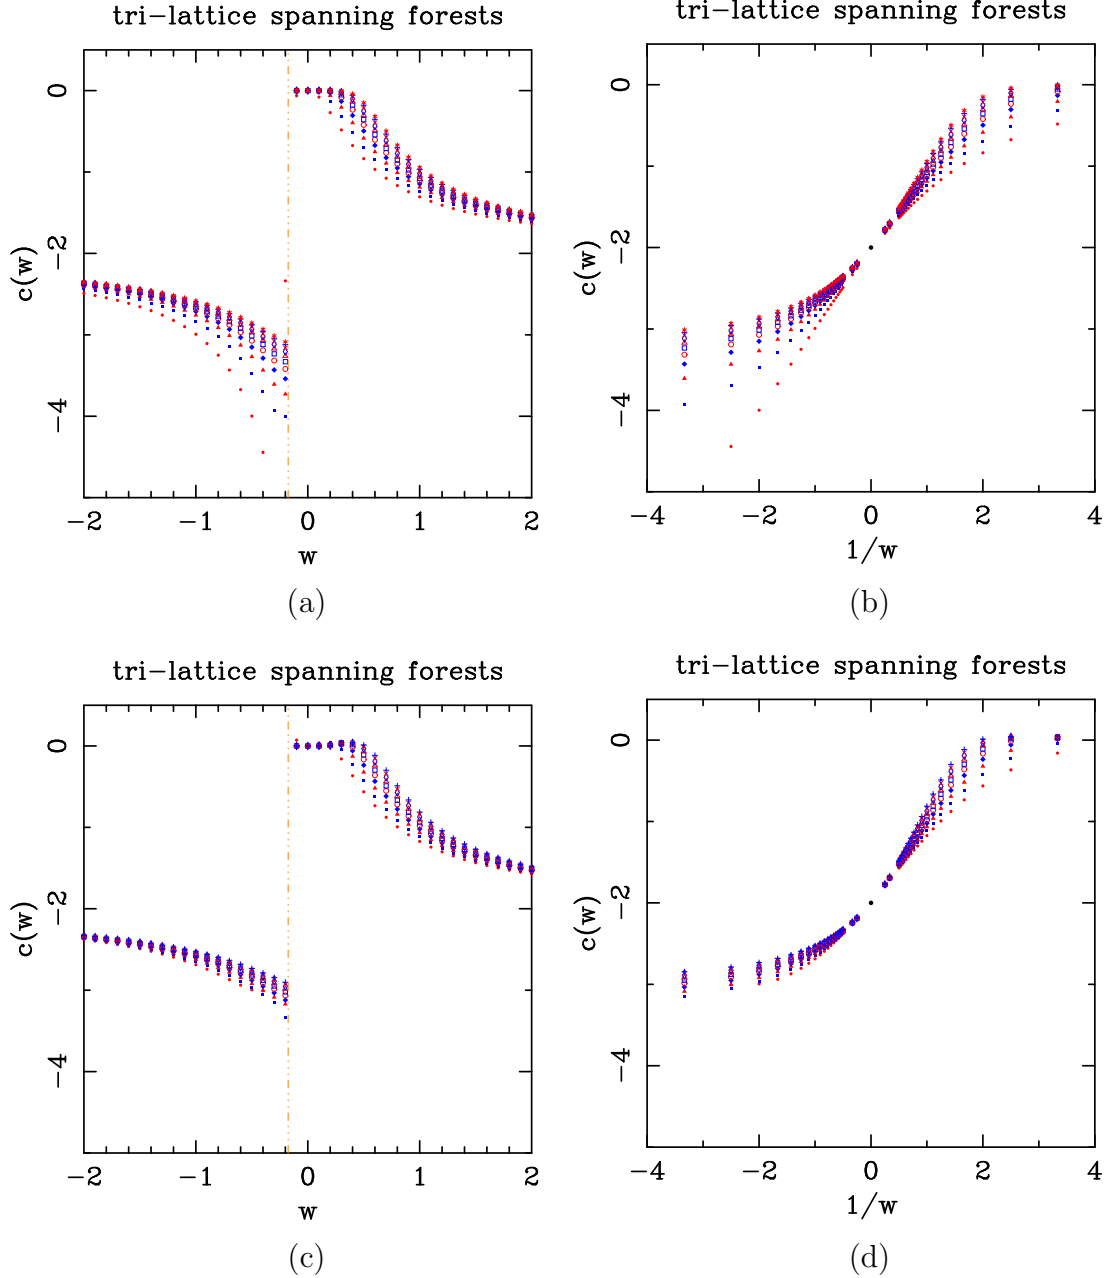 tri-lattice spanning forests
c(w)
0
-2
-4
-2
-1
0
1
2
w
(a)
tri-lattice spanning forests
c(w)
0
-2
-4
-4
-2
0
2
4
1/w
(b)
tri-lattice spanning forests
c(w)
0
-2
-4
-2
-1
0
1
2
w
(c)
tri-lattice spanning forests
c(w)
0
-2
-4
-4
-2
0
2
4
1/w
(d)